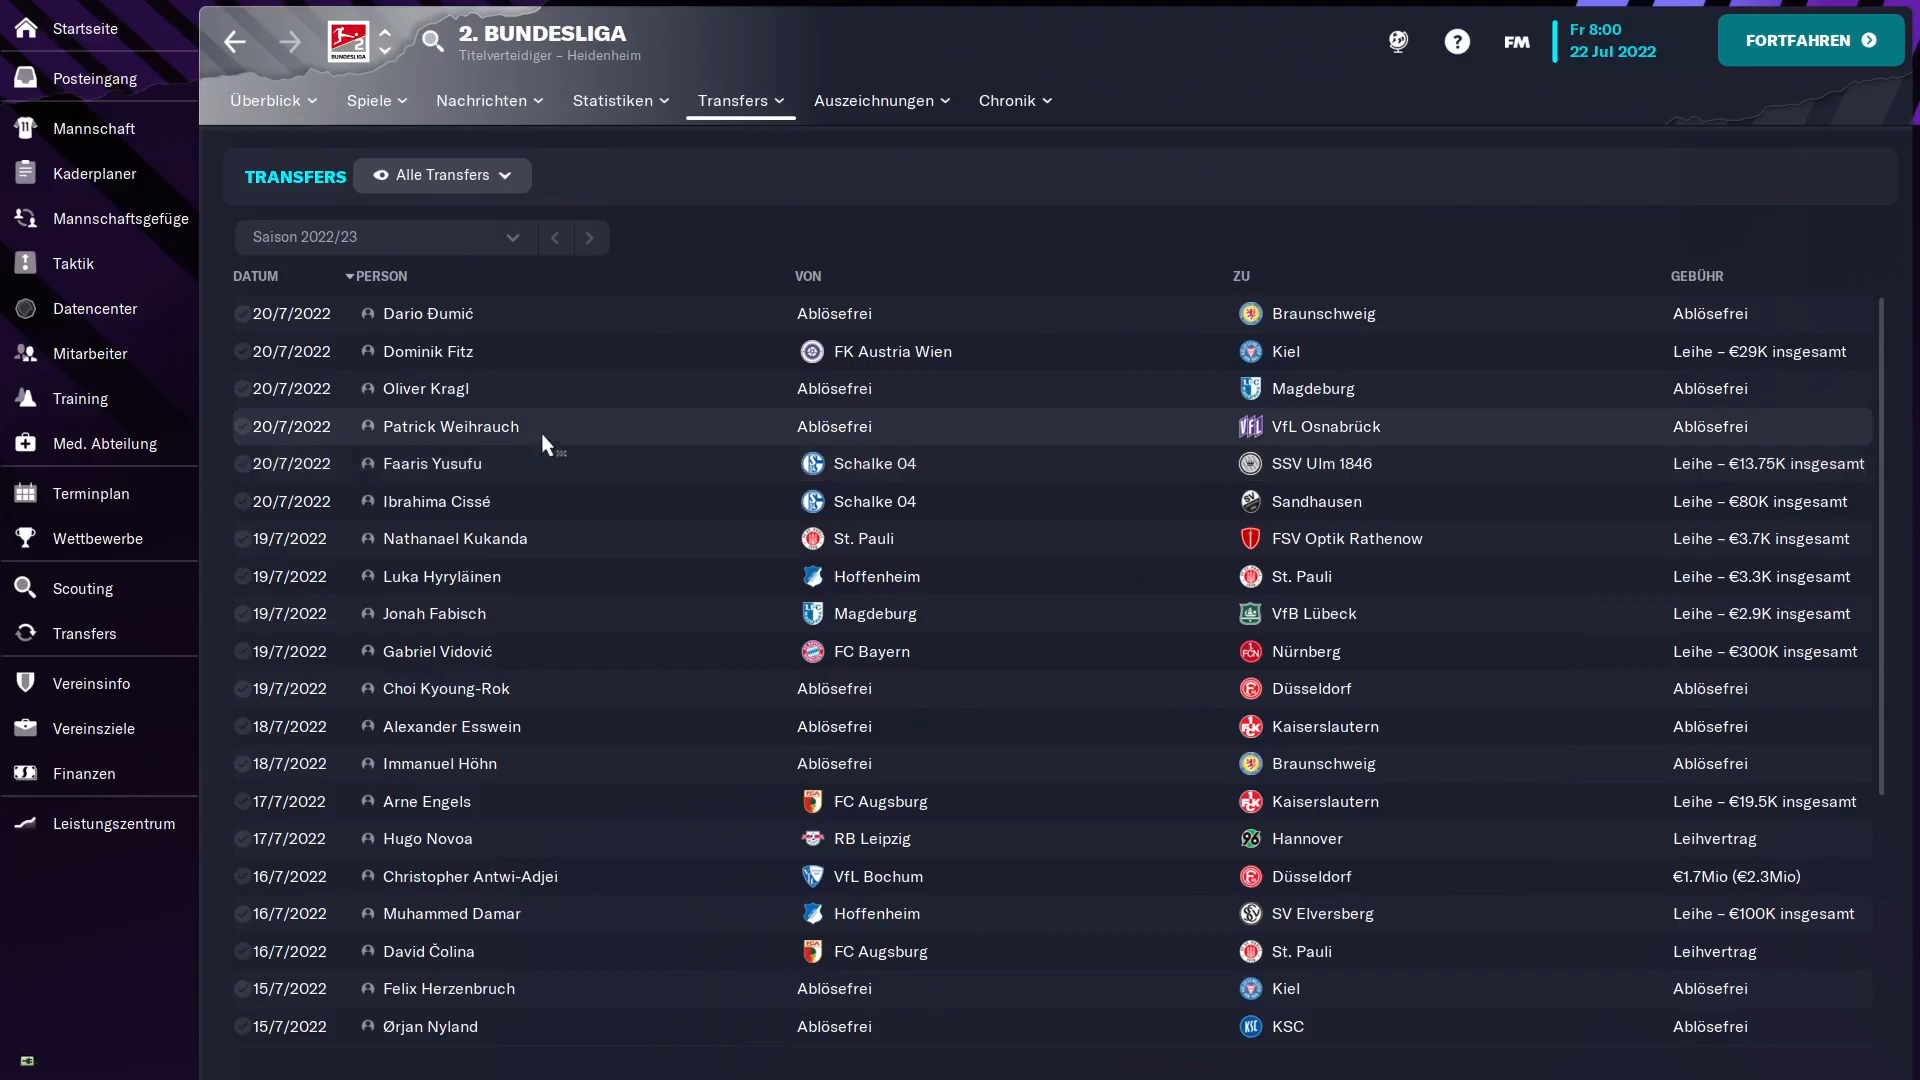 Startseite
Posteingang
Mannschaft
Kaderplaner
Mannschaftsgefüge
Taktik
Datencenter
Mitarbeiter
Training
Med. Abteilung
Terminplan
Wettbewerbe
Scouting
Transfers
Vereinsinfo
Vereinsziele
Finanzen
Leistungszentrum
BUNDESLIGA
2. BUNDESLIGA
Titelverteidiger – Heidenheim
FM
Fr 8:00
22 Jul 2022
FORTFAHREN
Überblick Spiele Nachrichten Statistiken Transfers Auszeichnungen Chronik
TRANSFERS Alle Transfers
Saison 2022/23
DATUM PERSON VON ZU GEBÜHR
20/7/2022 Dario Đumić Ablösefrei Braunschweig Ablösefrei
20/7/2022 Dominik Fitz FK Austria Wien Kiel Leihe – €29K insgesamt
20/7/2022 Oliver Kragl Ablösefrei Magdeburg Ablösefrei
20/7/2022 Patrick Weihrauch Ablösefrei VfL Osnabrück Ablösefrei
20/7/2022 Faaris Yusufu Schalke 04 SSV Ulm 1846 Leihe – €13.75K insgesamt
20/7/2022 Ibrahima Cissé Schalke 04 Sandhausen Leihe – €80K insgesamt
19/7/2022 Nathanael Kukanda St. Pauli FSV Optik Rathenow Leihe – €3.7K insgesamt
19/7/2022 Luka Hyryläinen Hoffenheim St. Pauli Leihe – €3.3K insgesamt
19/7/2022 Jonah Fabisch Magdeburg VfB Lübeck Leihe – €2.9K insgesamt
19/7/2022 Gabriel Vidović FC Bayern Nürnberg Leihe – €300K insgesamt
19/7/2022 Choi Kyoung-Rok Ablösefrei Düsseldorf Ablösefrei
18/7/2022 Alexander Esswein Ablösefrei Kaiserslautern Ablösefrei
18/7/2022 Immanuel Höhn Ablösefrei Braunschweig Ablösefrei
17/7/2022 Arne Engels FC Augsburg Kaiserslautern Leihe – €19.5K insgesamt
17/7/2022 Hugo Novoa RB Leipzig Hannover Leihvertrag
16/7/2022 Christopher Antwi-Adjei VfL Bochum Düsseldorf €1.7Mio (€2.3Mio)
16/7/2022 Muhammed Damar Hoffenheim SV Elversberg Leihe – €100K insgesamt
16/7/2022 David Čolina FC Augsburg St. Pauli Leihvertrag
15/7/2022 Felix Herzenbruch Ablösefrei Kiel Ablösefrei
15/7/2022 Ørjan Nyland Ablösefrei KSC Ablösefrei